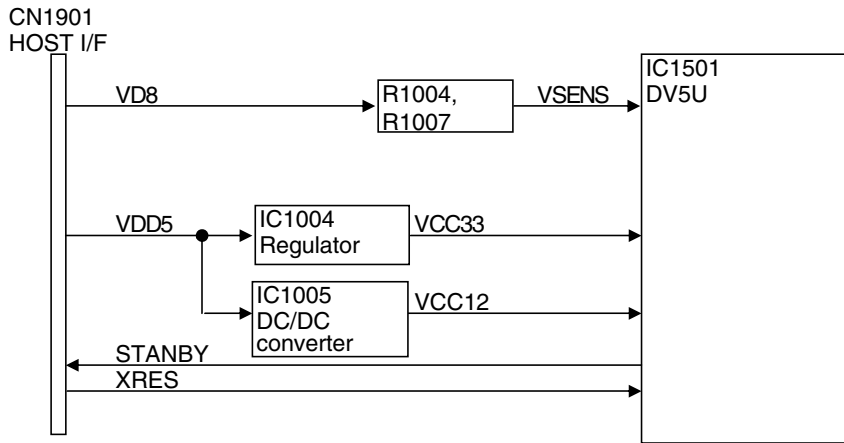 CN1901
HOST I/F
IC1501
DV5U
VD8
R1004,
R1007
VSENS
VDD5
IC1004
Regulator
VCC33
IC1005
DC/DC
converter
VCC12
STANBY
XRES